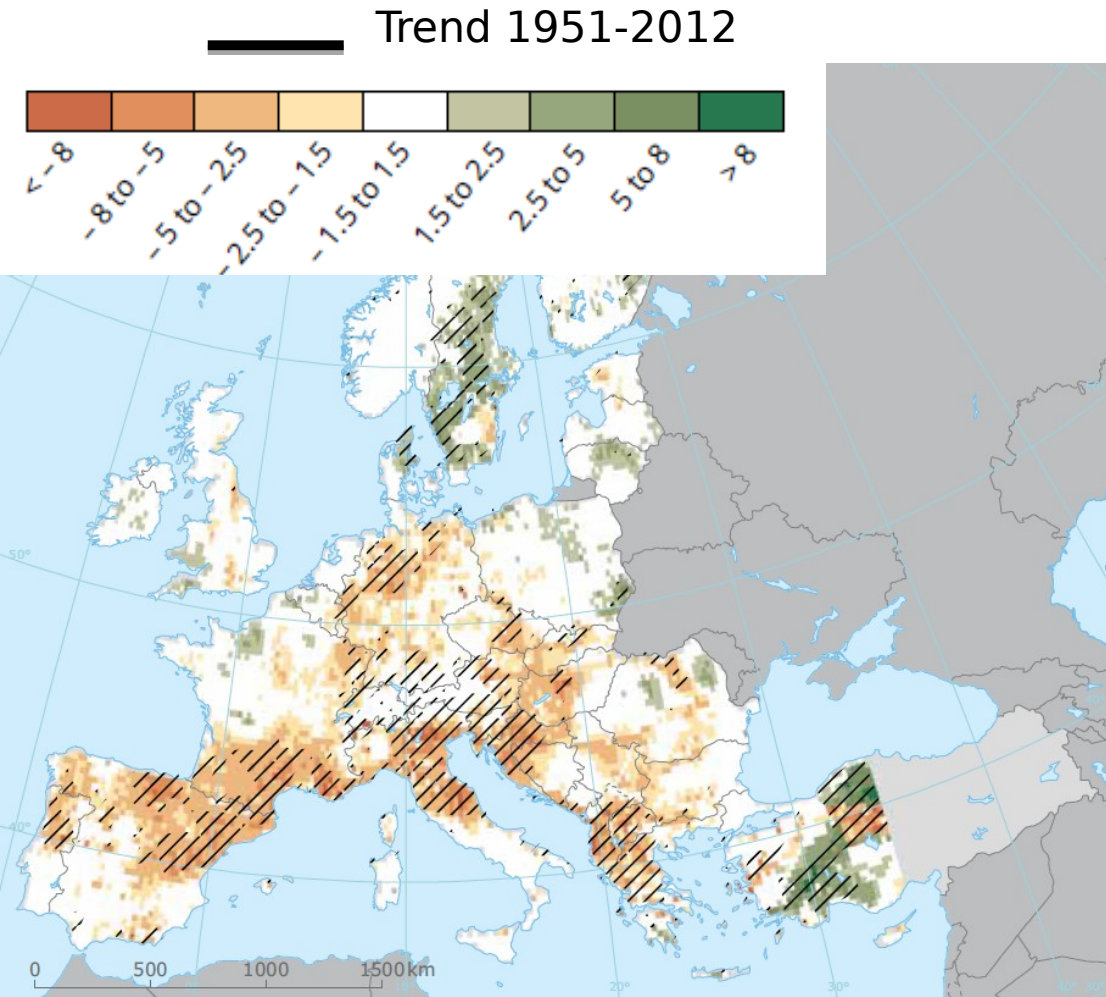 Trend 1951-2012
< – 8
– 8 to – 5
– 5 to – 2.5
– 2.5 to – 1.5
– 1.5 to 1.5
1.5 to 2.5
2.5 to 5
5 to 8
> 8
50°
40°
0 500 1000 1500 km
20° 30° 40°